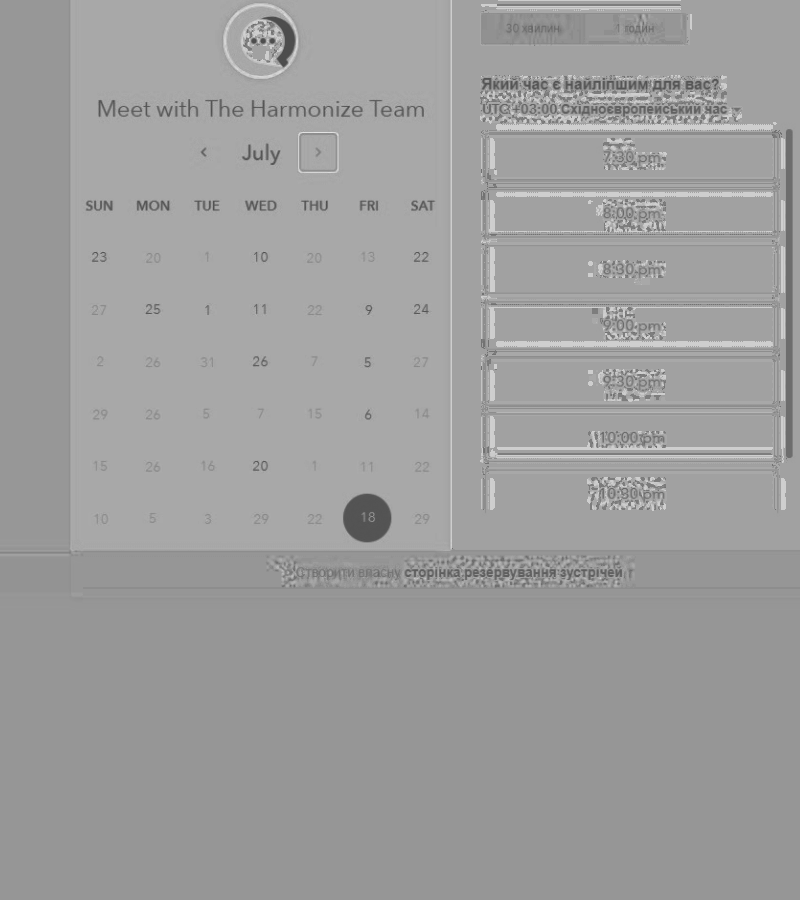 Meet with The Harmonize Team
July
SUN MON TUE WED THU FRI SAT
23 20 1 10 20 13 22
27 25 1 11 22 9 24
2 26 31 26 7 5 27
29 26 5 7 15 6 14
15 26 16 20 1 11 22
10 5 3 29 22 18 29
30 хвилин 1 годин
Який час є найліпшим для вас?
UTC +03:00 Східноєвропейський час
7:30 pm
8:00 pm
8:30 pm
9:00 pm
9:30 pm
10:00 pm
10:30 pm
Створити власну сторінка резервування зустрічей